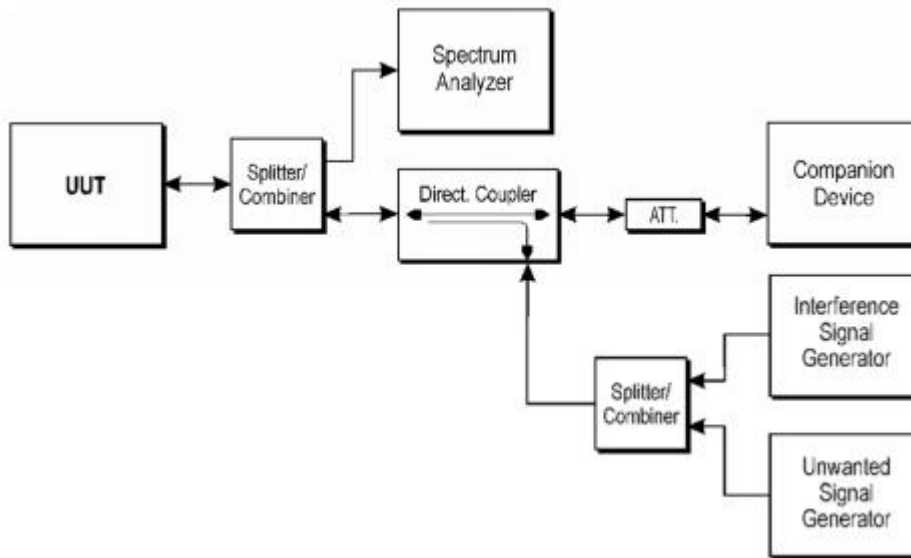 Spectrum
Analyzer
UUT
Splitter/
Combiner
Direct. Coupler
ATT.
Companion
Device
Interference
Signal
Generator
Splitter/
Combiner
Unwanted
Signal
Generator